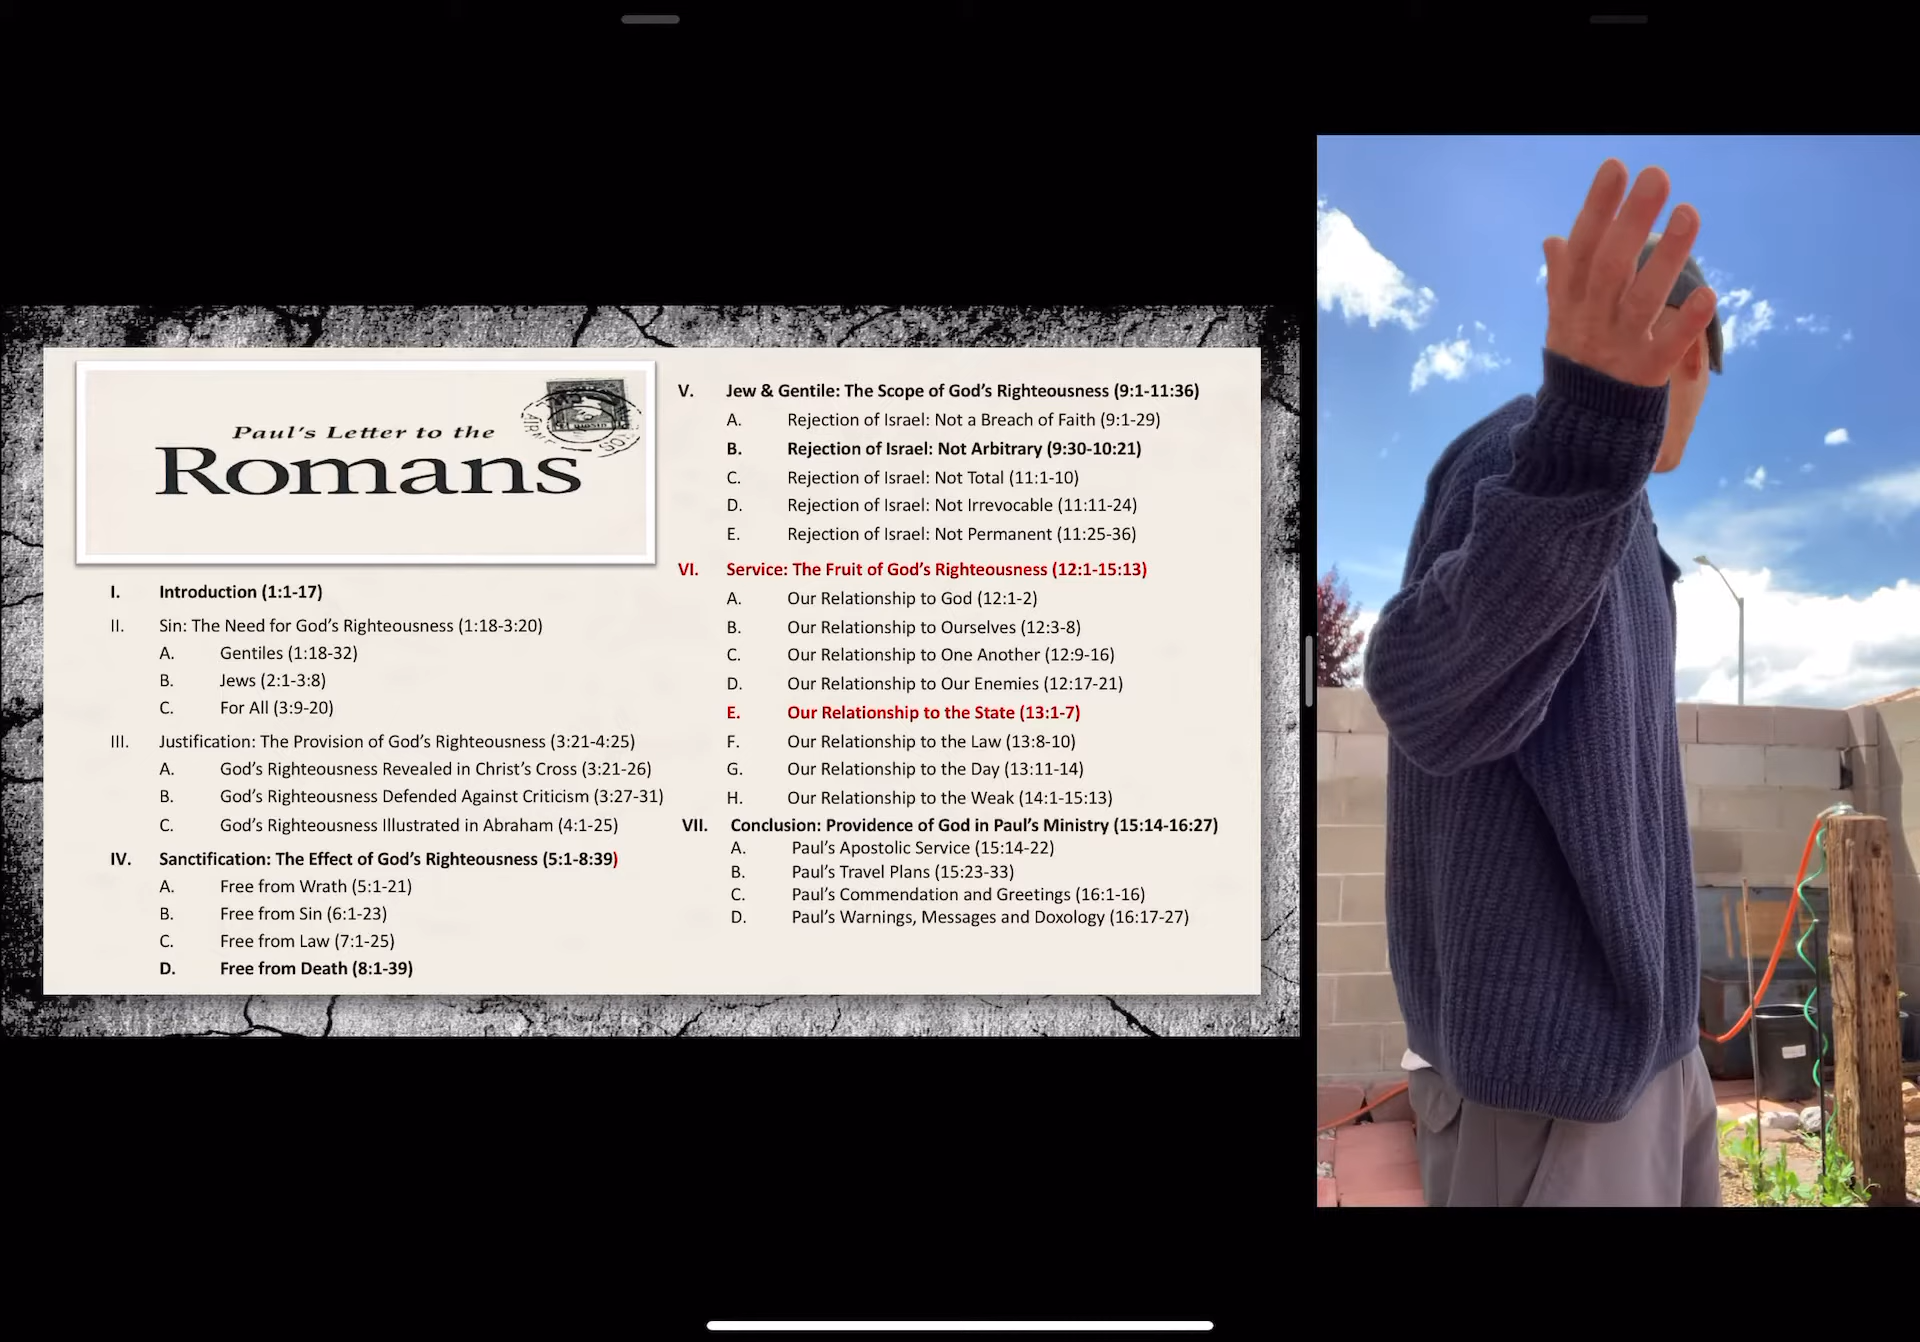 Paul's Letter to the
Romans
I. Introduction (1:1-17)
II. Sin: The Need for God's Righteousness (1:18-3:20)
A. Gentiles (1:18-32)
B. Jews (2:1-3:8)
C. For All (3:9-20)
III. Justification: The Provision of God's Righteousness (3:21-4:25)
A. God's Righteousness Revealed in Christ's Cross (3:21-26)
B. God's Righteousness Defended Against Criticism (3:27-31)
C. God's Righteousness Illustrated in Abraham (4:1-25)
IV. Sanctification: The Effect of God's Righteousness (5:1-8:39)
A. Free from Wrath (5:1-21)
B. Free from Sin (6:1-23)
C. Free from Law (7:1-25)
D. Free from Death (8:1-39)
V. Jew & Gentile: The Scope of God's Righteousness (9:1-11:36)
A. Rejection of Israel: Not a Breach of Faith (9:1-29)
B. Rejection of Israel: Not Arbitrary (9:30-10:21)
C. Rejection of Israel: Not Total (11:1-10)
D. Rejection of Israel: Not Irrevocable (11:11-24)
E. Rejection of Israel: Not Permanent (11:25-36)
VI. Service: The Fruit of God's Righteousness (12:1-15:13)
A. Our Relationship to God (12:1-2)
B. Our Relationship to Ourselves (12:3-8)
C. Our Relationship to One Another (12:9-16)
D. Our Relationship to Our Enemies (12:17-21)
E. Our Relationship to the State (13:1-7)
F. Our Relationship to the Law (13:8-10)
G. Our Relationship to the Day (13:11-14)
H. Our Relationship to the Weak (14:1-15:13)
VII. Conclusion: Providence of God in Paul's Ministry (15:14-16:27)
A. Paul's Apostolic Service (15:14-22)
B. Paul's Travel Plans (15:23-33)
C. Paul's Commendation and Greetings (16:1-16)
D. Paul's Warnings, Messages and Doxology (16:17-27)